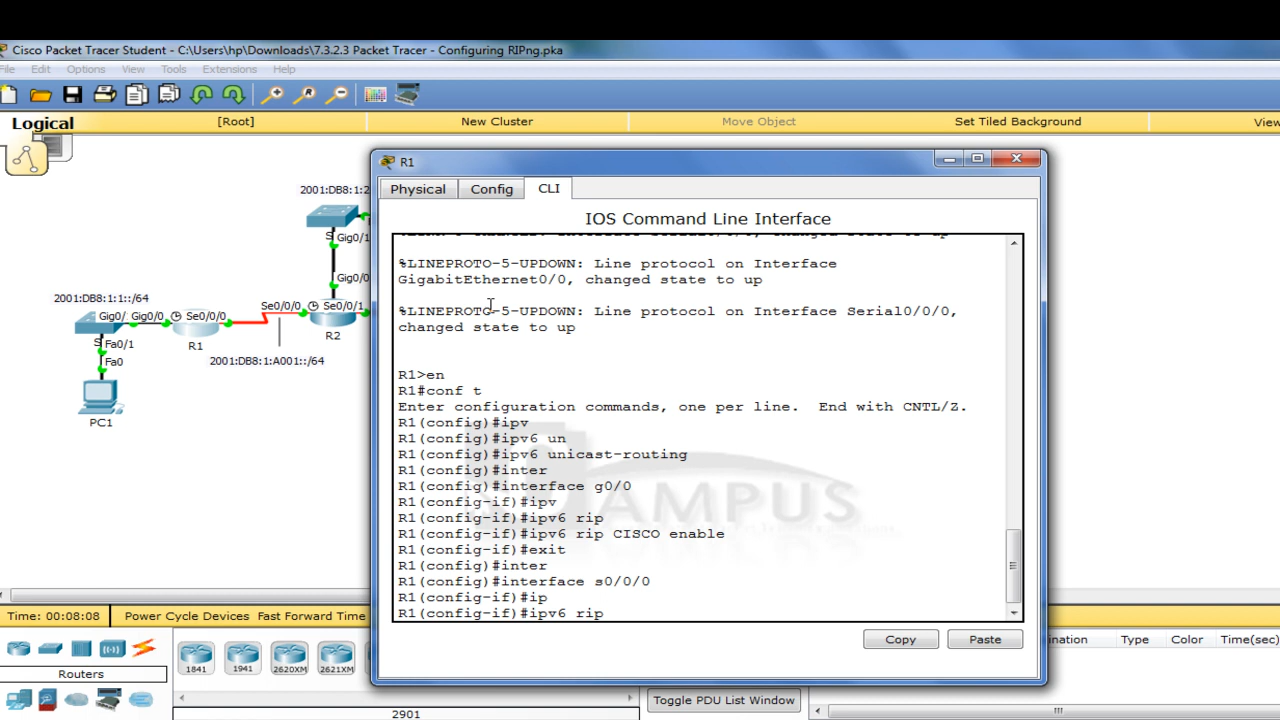 Cisco Packet Tracer Student - C:\Users\hp\Downloads\7.3.2.3 Packet Tracer - Configuring RIPng.pka
File Edit Options View Tools Extensions Help
Logical [Root] New Cluster Move Object Set Tiled Background View
R1
Physical Config CLI
IOS Command Line Interface
%LINEPROTO-5-UPDOWN: Line protocol on Interface
GigabitEthernet0/0, changed state to up
%LINEPROTO-5-UPDOWN: Line protocol on Interface Serial0/0/0,
changed state to up
R1>en
R1#conf t
Enter configuration commands, one per line. End with CNTL/Z.
R1(config)#ipv
R1(config)#ipv6 un
R1(config)#ipv6 unicast-routing
R1(config)#inter
R1(config)#interface g0/0
R1(config-if)#ipv
R1(config-if)#ipv6 rip
R1(config-if)#ipv6 rip CISCO enable
R1(config-if)#exit
R1(config)#inter
R1(config)#interface s0/0/0
R1(config-if)#ip
R1(config-if)#ipv6 rip
AMPUS
Copy Paste
2001:DB8:1:2
S
Gig0/
Gig0/0
2001:DB8:1:1::/64
Gig0/ Gig0/0 Se0/0/0
Se0/0/0 Se0/0/1
S
Fa0/1
R1
R2
2001:DB8:1:A001::/64
Fa0
PC1
Time: 00:08:08 Power Cycle Devices Fast Forward Time
ination Type Color Time(sec)
Routers
1841 1941 2620XM 2621XM
2901
Toggle PDU List Window